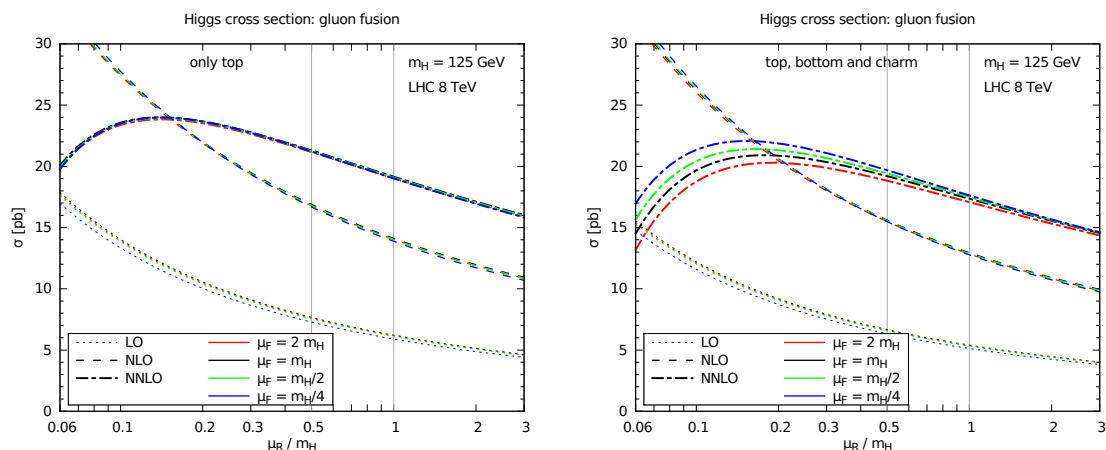 Higgs cross section: gluon fusion
only top
m_H = 125 GeV
LHC 8 TeV
σ [pb]
30
25
20
15
10
5
0
LO
NLO
NNLO
μ_F = 2 m_H
μ_F = m_H
μ_F = m_H/2
μ_F = m_H/4
0.06 0.1 0.2 0.3 0.5 1 2 3
μ_R / m_H
Higgs cross section: gluon fusion
top, bottom and charm
m_H = 125 GeV
LHC 8 TeV
σ [pb]
30
25
20
15
10
5
0
LO
NLO
NNLO
μ_F = 2 m_H
μ_F = m_H
μ_F = m_H/2
μ_F = m_H/4
0.06 0.1 0.2 0.3 0.5 1 2 3
μ_R / m_H